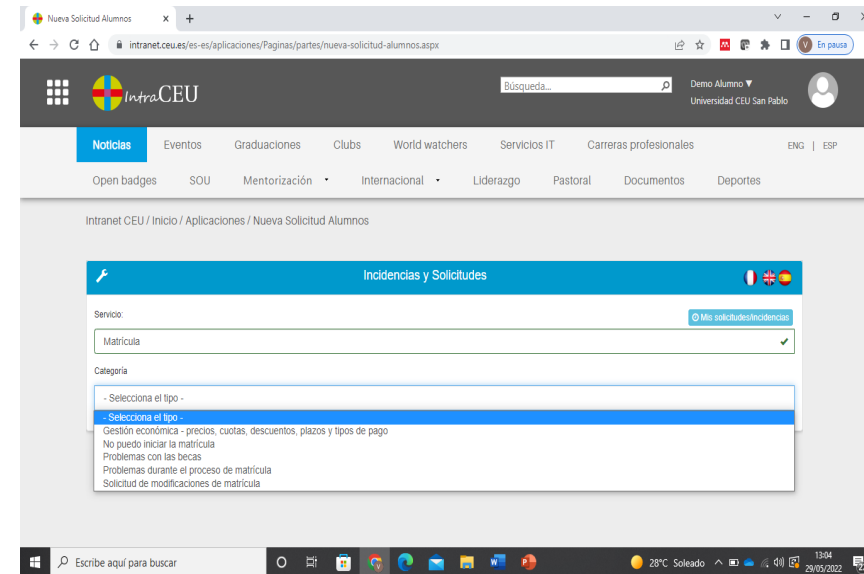 Nueva Solicitud Alumnos
intranet.ceu.es/es-es/aplicaciones/Paginas/partes/nueva-solicitud-alumnos.aspx
V En pausa
IntraCEU
Búsqueda...
Demo Alumno ▼
Universidad CEU San Pablo
Noticias Eventos Graduaciones Clubs World watchers Servicios IT Carreras profesionales ENG | ESP
Open badges SOU Mentorización Internacional Liderazgo Pastoral Documentos Deportes
Intranet CEU / Inicio / Aplicaciones / Nueva Solicitud Alumnos
Incidencias y Solicitudes
Servicio:
Mis solicitudes/incidencias
Matrícula
Categoría
- Selecciona el tipo -
- Selecciona el tipo -
Gestión económica - precios, cuotas, descuentos, plazos y tipos de pago
No puedo iniciar la matrícula
Problemas con las becas
Problemas durante el proceso de matrícula
Solicitud de modificaciones de matrícula
Escribe aquí para buscar
28°C Soleado
13:04
29/05/2022